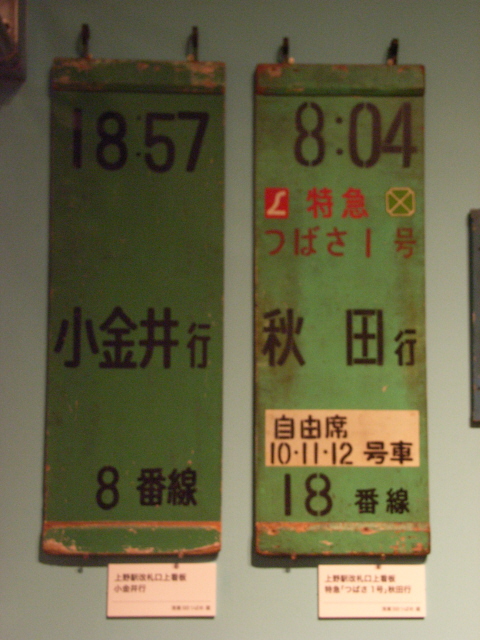 18:57
小金井行
8 番線
上野駅改札口上看板
小金井行
8:04
L 特急
つばさ1号
秋田行
自由席
10・11・12 号車
18 番線
上野駅改札口上看板
特急「つばさ1号」秋田行